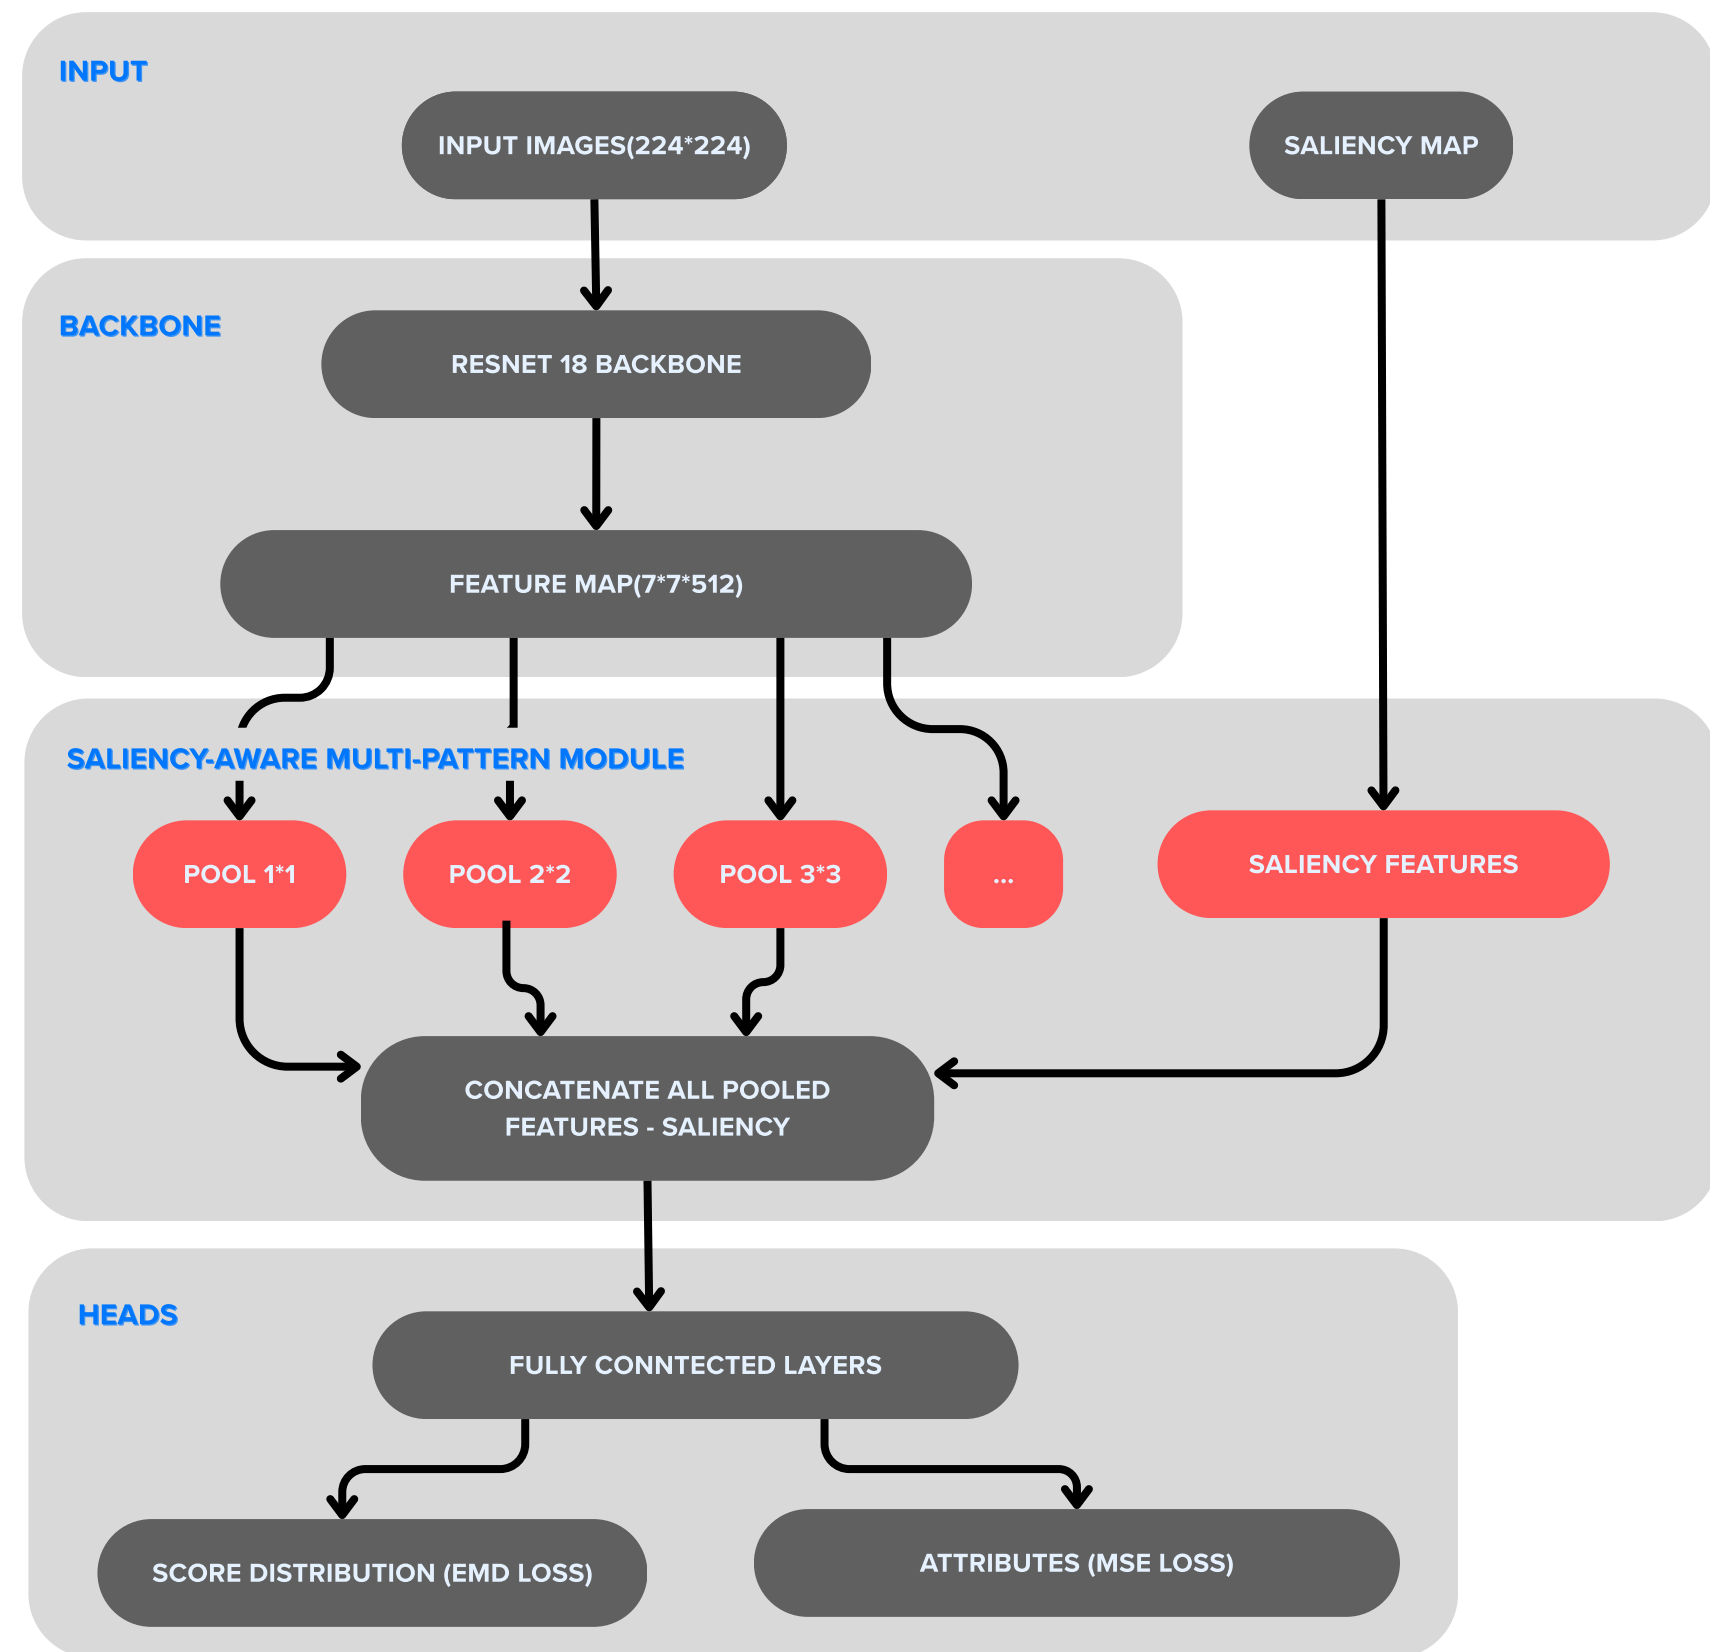 INPUT
INPUT IMAGES(224*224)
SALIENCY MAP
BACKBONE
RESNET 18 BACKBONE
FEATURE MAP(7*7*512)
SALIENCY-AWARE MULTI-PATTERN MODULE
POOL 1*1
POOL 2*2
POOL 3*3
...
SALIENCY FEATURES
CONCATENATE ALL POOLED
FEATURES - SALIENCY
HEADS
FULLY CONNTECTED LAYERS
SCORE DISTRIBUTION (EMD LOSS)
ATTRIBUTES (MSE LOSS)